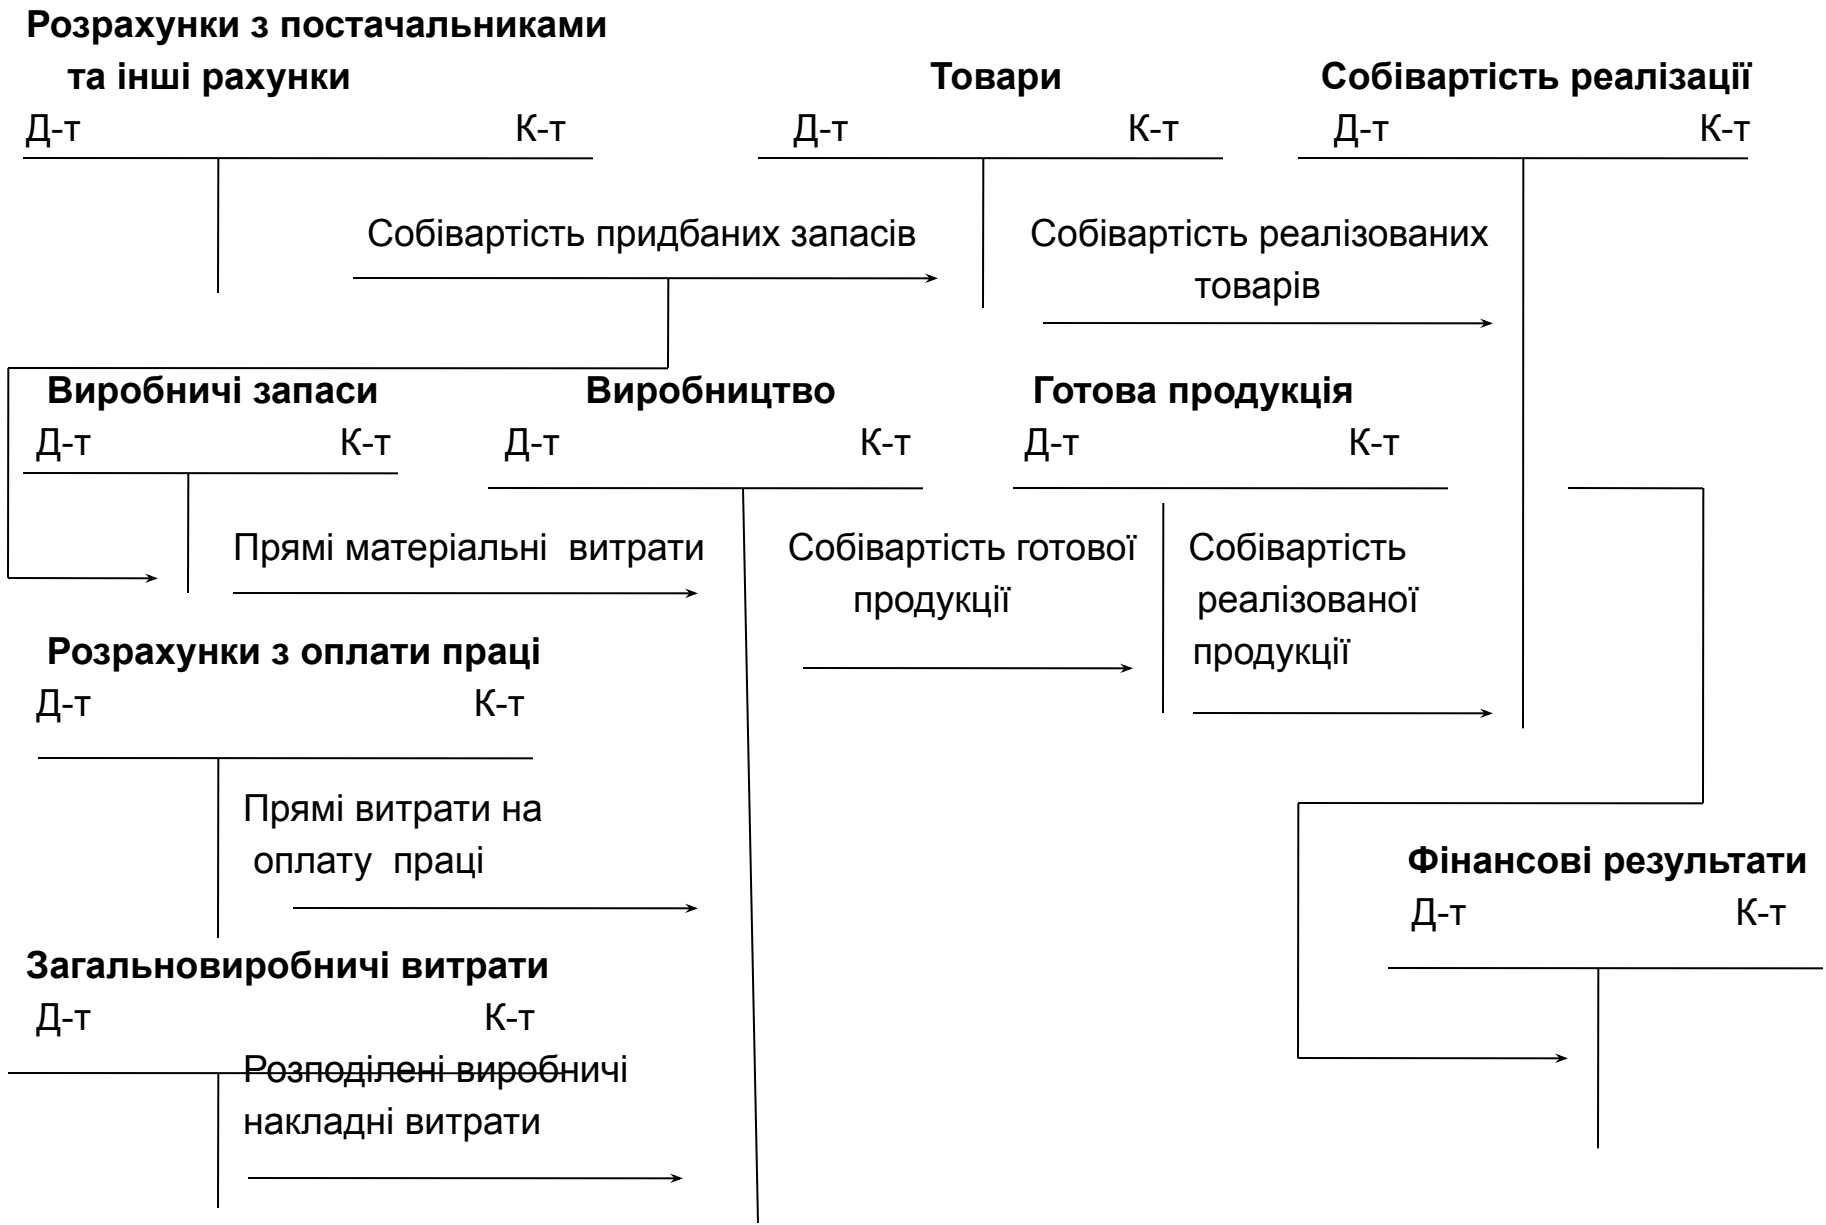 Розрахунки з постачальниками
та інші рахунки Товари Собівартість реалізації
Д-т К-т Д-т К-т Д-т К-т
Собівартість придбаних запасів Собівартість реалізованих
товарів
Виробничі запаси Виробництво Готова продукція
Д-т К-т Д-т К-т Д-т К-т
Прямі матеріальні витрати Собівартість готової Собівартість
продукції реалізованої
Розрахунки з оплати праці продукції
Д-т К-т
Прямі витрати на
оплату праці Фінансові результати
Д-т К-т
Загальновиробничі витрати
Д-т К-т
Розподілені виробничі
накладні витрати